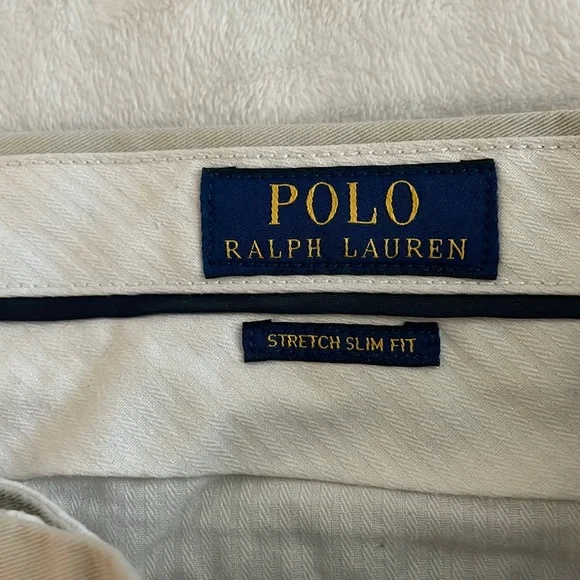 POLO
RALPH LAUREN
STRETCH SLIM FIT